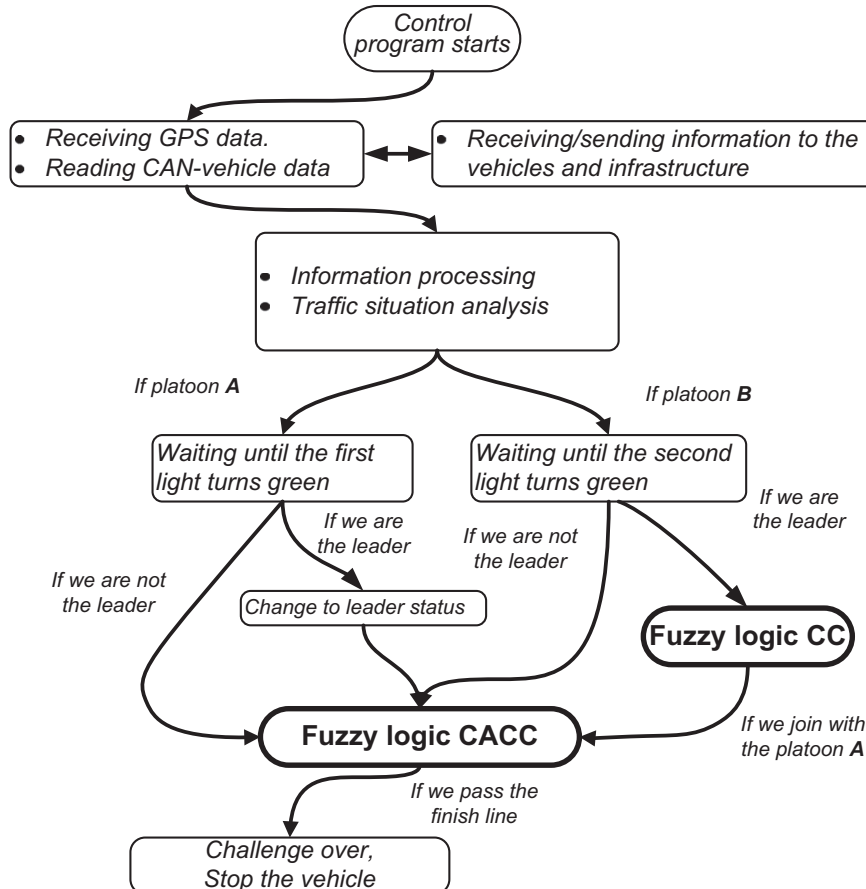 Control
program starts
• Receiving GPS data.
• Reading CAN-vehicle data
• Receiving/sending information to the
vehicles and infrastructure
• Information processing
• Traffic situation analysis
If platoon A
If platoon B
Waiting until the first
light turns green
Waiting until the second
light turns green
If we are
the leader
If we are not
the leader
If we are
the leader
If we are not
the leader
Change to leader status
Fuzzy logic CC
Fuzzy logic CACC
If we join with
the platoon A
If we pass the
finish line
Challenge over,
Stop the vehicle